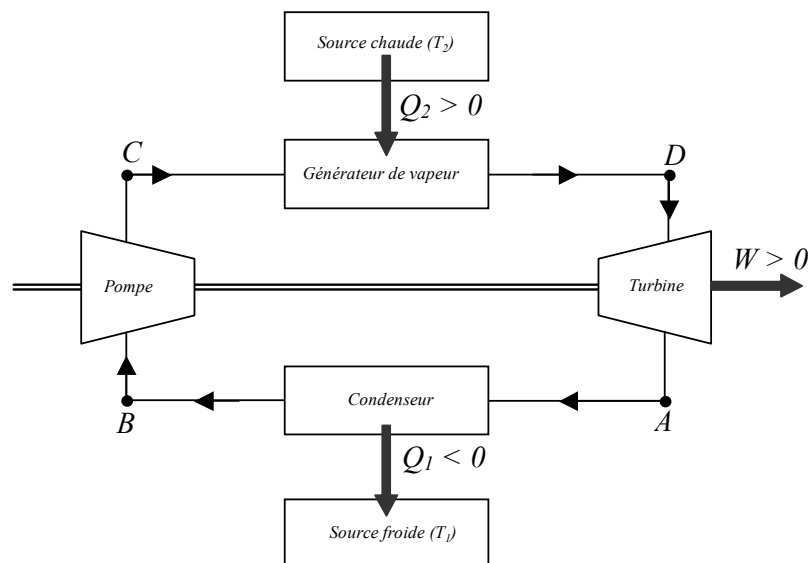 Source chaude (T2)
Q2 > 0
C
D
Générateur de vapeur
W > 0
Pompe
Turbine
Condenseur
B
A
Q1 < 0
Source froide (T1)